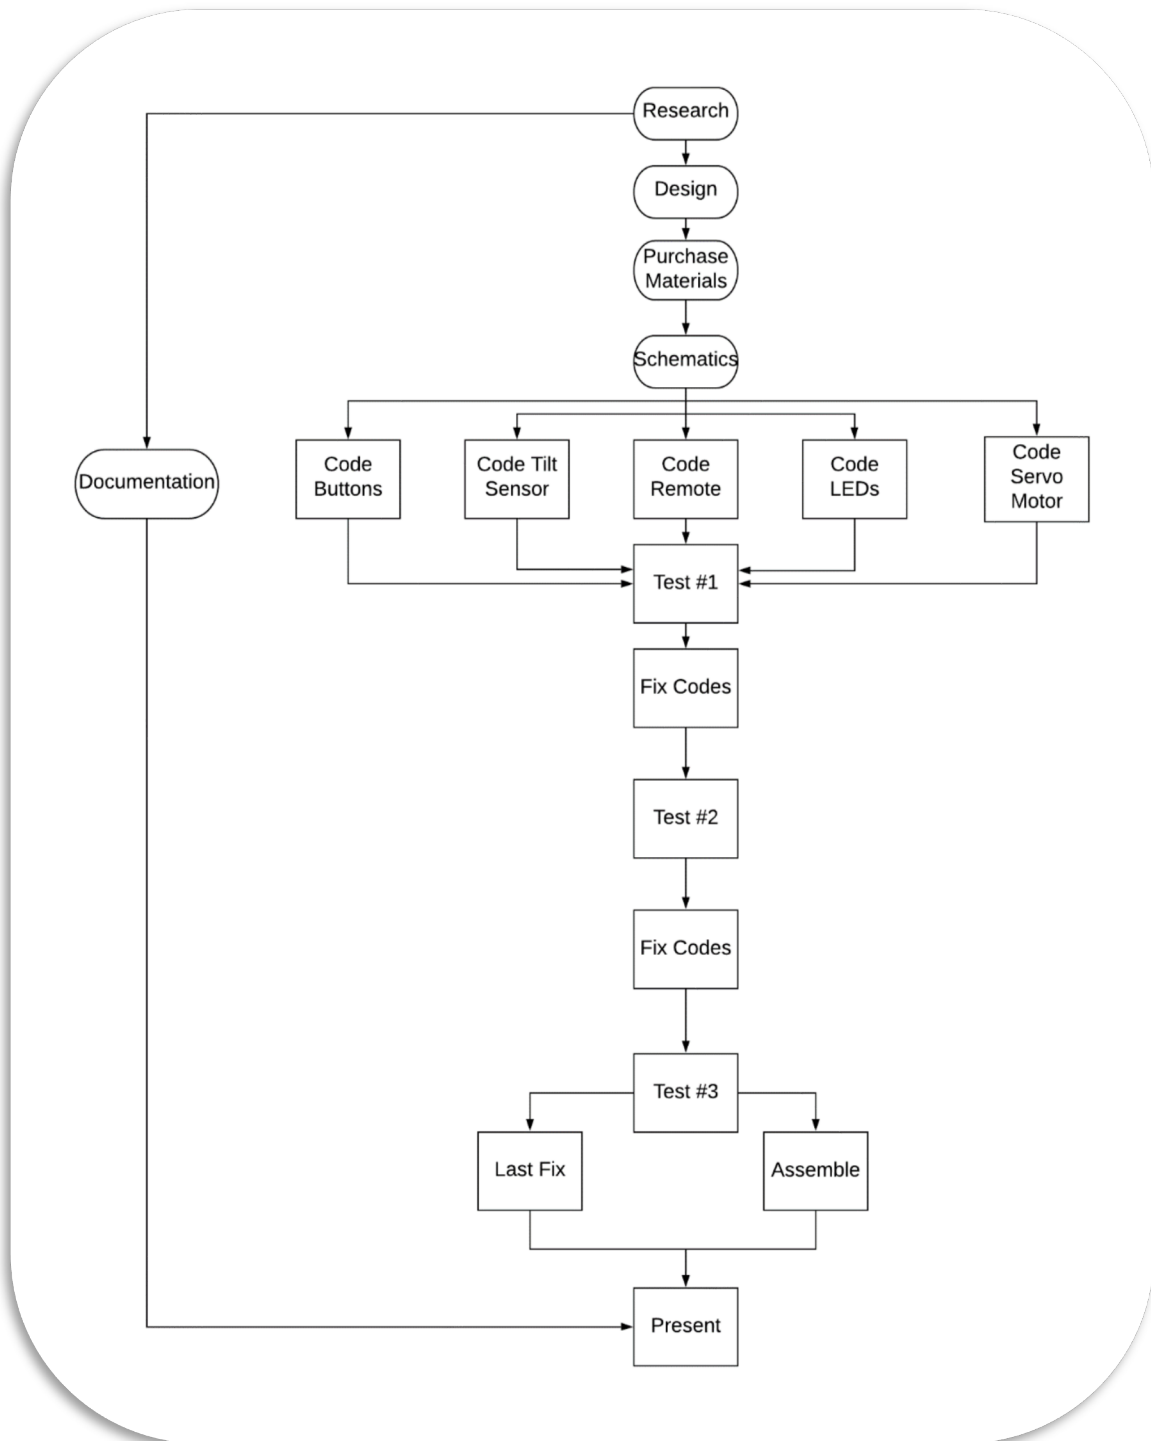 Research
Design
Purchase
Materials
Schematics
Documentation
Code
Buttons
Code Tilt
Sensor
Code
Remote
Code
LEDs
Code
Servo
Motor
Test #1
Fix Codes
Test #2
Fix Codes
Test #3
Last Fix
Assemble
Present